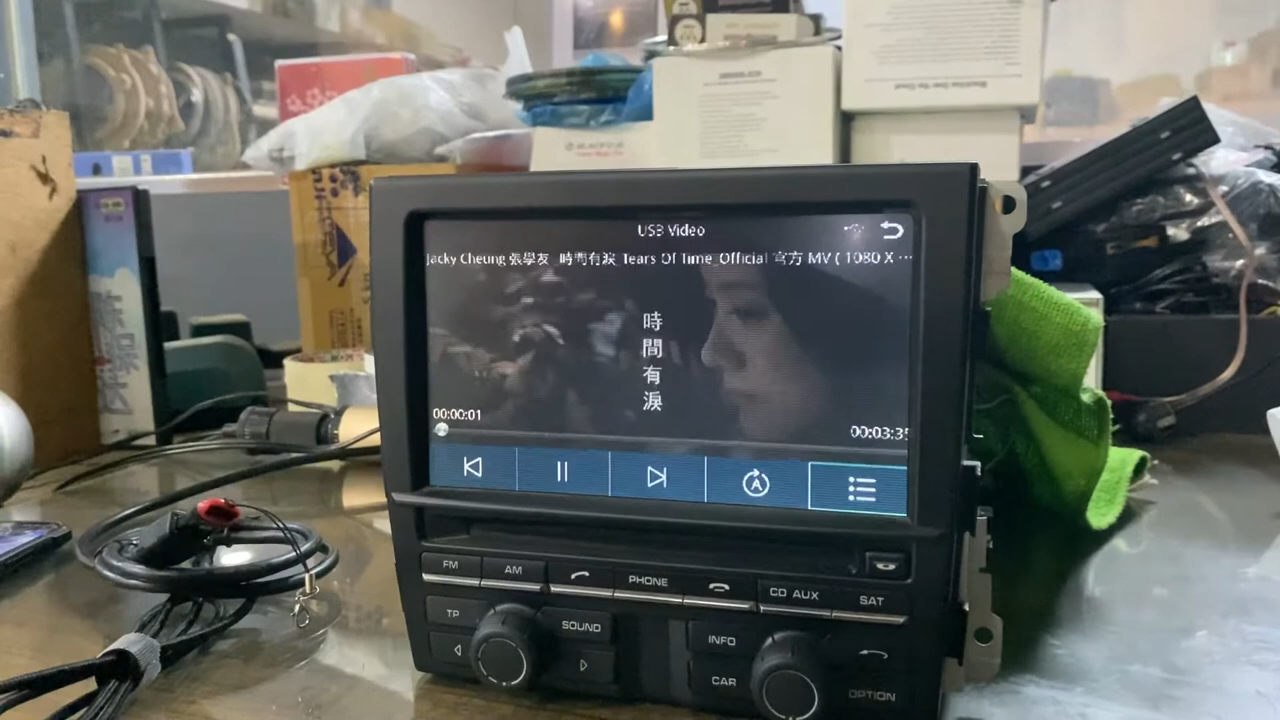 USB Video
Jacky Cheung 張學友_時間有淚 Tears Of Time_Official 官方 MV ( 1080 X ···
時
間
有
淚
00:00:01
00:03:35
FM
AM
PHONE
CD AUX
SAT
TP
SOUND
INFO
CAR
OPTION